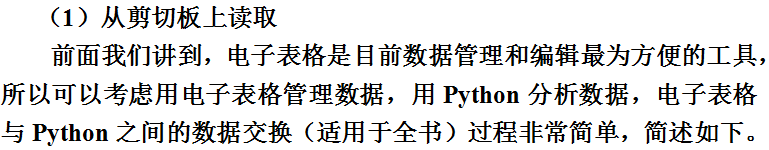 （1）从剪切板上读取
前面我们讲到，电子表格是目前数据管理和编辑最为方便的工具，
所以可以考虑用电子表格管理数据，用 Python 分析数据，电子表格
与 Python 之间的数据交换（适用于全书）过程非常简单，简述如下。